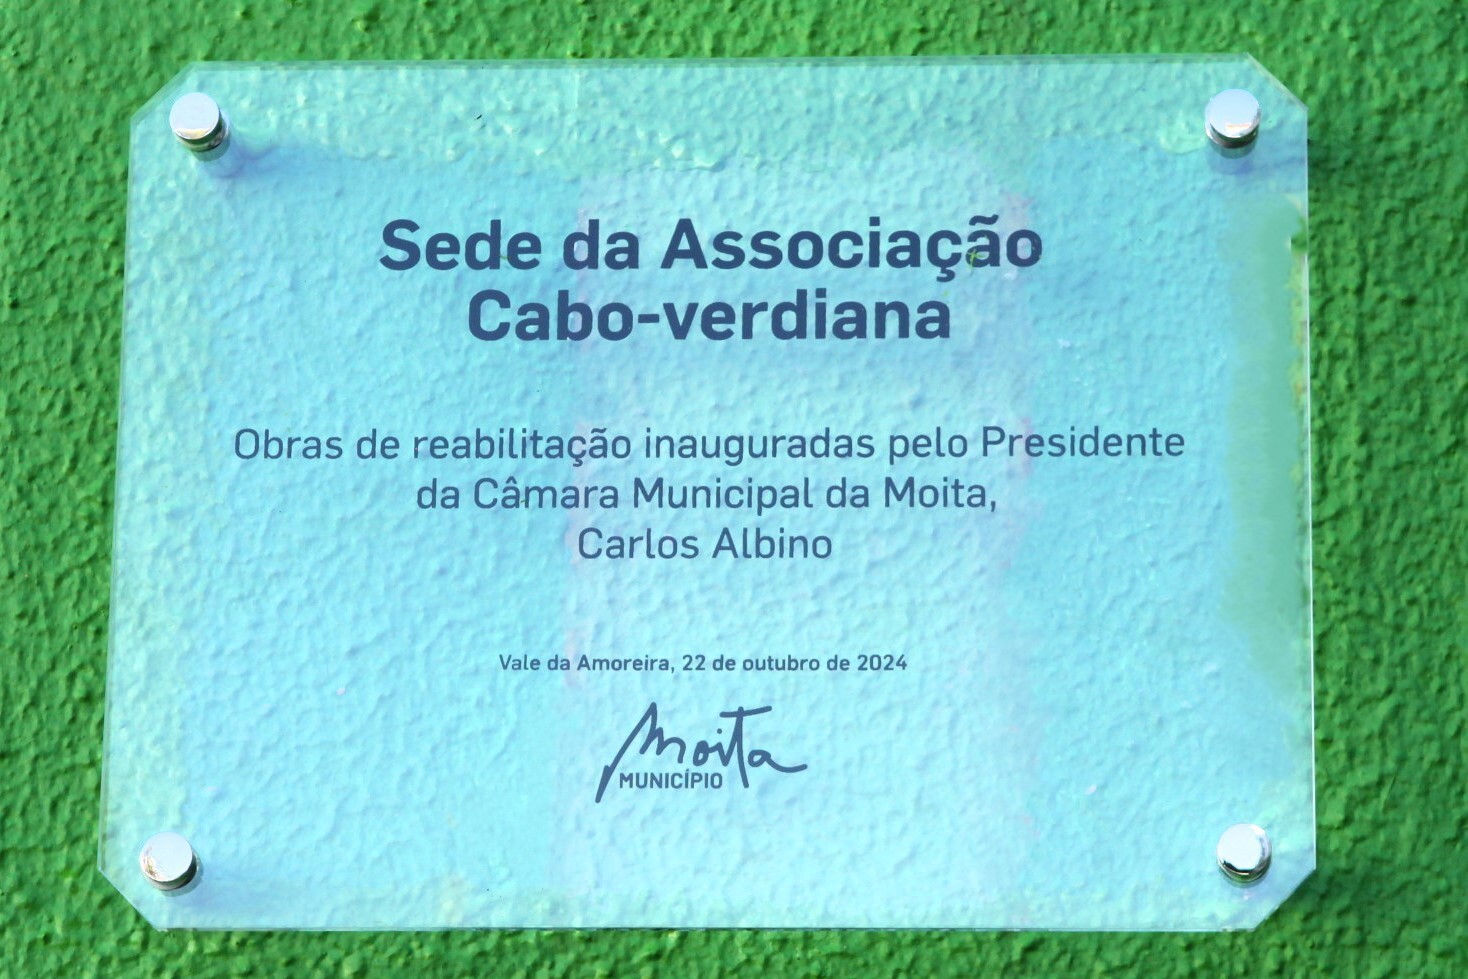 Sede da Associação
Cabo-verdiana
Obras de reabilitação inauguradas pelo Presidente
da Câmara Municipal da Moita,
Carlos Albino
Vale da Amoreira, 22 de outubro de 2024
Moita
MUNICÍPIO